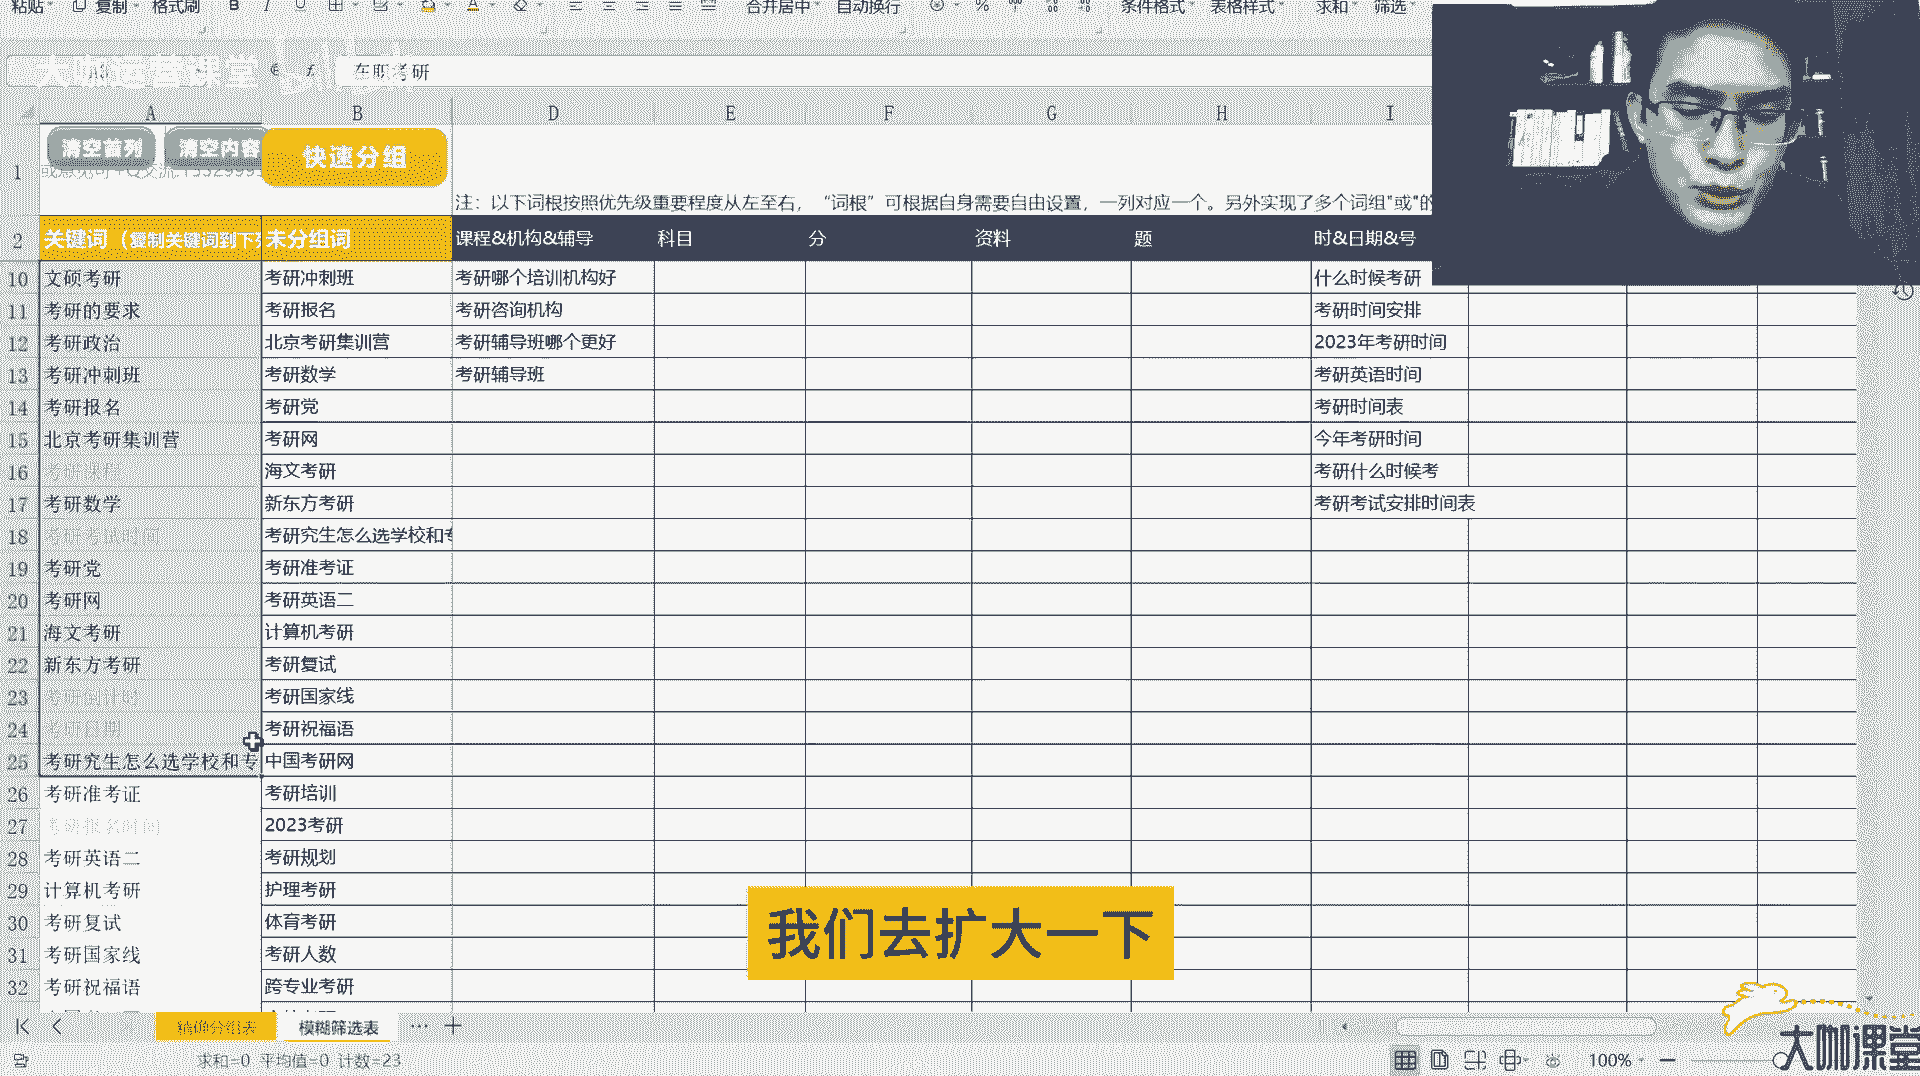 粘贴 复制 格式刷 B I U 合并居中 自动换行 % 条件格式 表格样式 求和 筛选
大咖运营课堂
在职考研
A B D E F G H I
清空首列 清空内容 快速分组
1 注：以下词根按照优先级重要程度从左至右，“词根”可根据自身需要自由设置，一列对应一个。另外实现了多个词组"或"的
2 关键词（复制关键词到下 未分组词 课程&机构&辅导 科目 分 资料 题 时&日期&号
10 文硕考研 考研冲刺班 考研哪个培训机构好 什么时候考研
11 考研的要求 考研报名 考研咨询机构 考研时间安排
12 考研政治 北京考研集训营 考研辅导班哪个更好 2023年考研时间
13 考研冲刺班 考研数学 考研辅导班 考研英语时间
14 考研报名 考研党 考研时间表
15 北京考研集训营 考研网 今年考研时间
16 考研课程 海文考研 考研什么时候考
17 考研数学 新东方考研 考研考试安排时间表
18 考研考试时间 考研究生怎么选学校和专
19 考研党 考研准考证
20 考研网 考研英语二
21 海文考研 计算机考研
22 新东方考研 考研复试
23 考研倒计时 考研国家线
24 考研日期 考研祝福语
25 考研究生怎么选学校和专 中国考研网
26 考研准考证 考研培训
27 考研报名时间 2023考研
28 考研英语二 考研规划
29 计算机考研 护理考研
30 考研复试 体育考研
31 考研国家线 考研人数
32 考研祝福语 跨专业考研
我们去扩大一下
精确分组表 模糊筛选表 ··· +
大咖课堂
求和=0 平均值=0 计数=23 100%